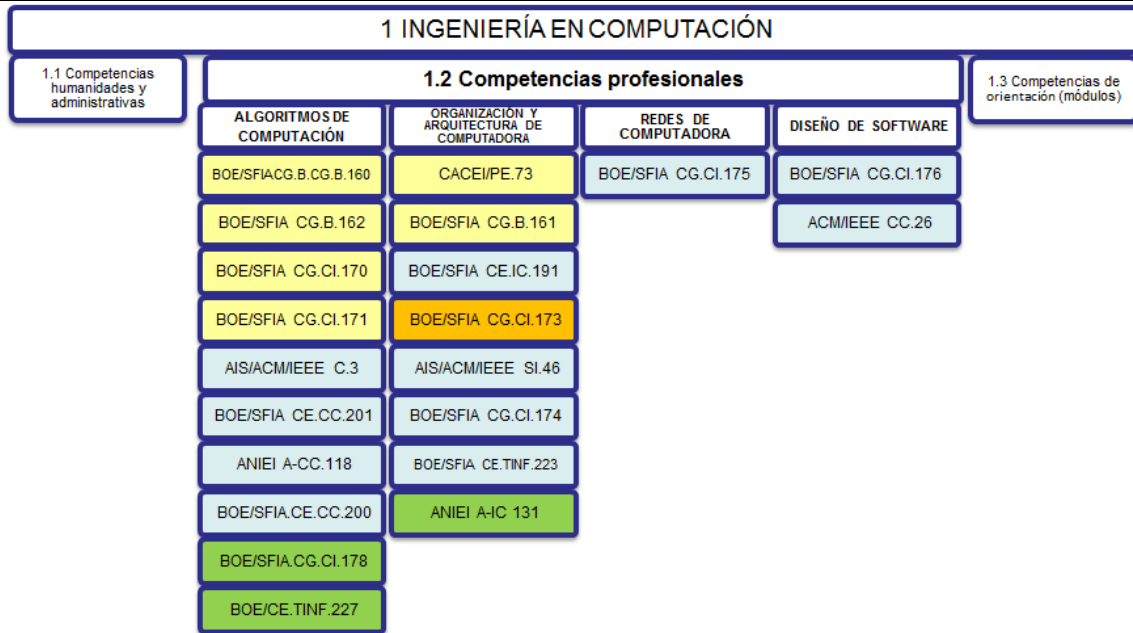 1 INGENIERÍA EN COMPUTACIÓN
1.1 Competencias
humanidades y
administrativas
1.2 Competencias profesionales
1.3 Competencias de
orientación (módulos)
ALGORITMOS DE
COMPUTACIÓN
ORGANIZACIÓN Y
ARQUITECTURA DE
COMPUTADORA
REDES DE
COMPUTADORA
DISEÑO DE SOFTWARE
BOE/SFIACG.B.CG.B.160
CACEI/PE.73
BOE/SFIA CG.CI.175
BOE/SFIA CG.CI.176
BOE/SFIA CG.B.162
BOE/SFIA CG.B.161
ACM/IEEE CC.26
BOE/SFIA CG.CI.170
BOE/SFIA CE.IC.191
BOE/SFIA CG.CI.171
BOE/SFIA CG.CI.173
AIS/ACM/IEEE C.3
AIS/ACM/IEEE SI.46
BOE/SFIA CE.CC.201
BOE/SFIA CG.CI.174
ANIEI A-CC.118
BOE/SFIA CE.TINF.223
BOE/SFIA.CE.CC.200
ANIEI A-IC 131
BOE/SFIA.CG.CI.178
BOE/CE.TINF.227